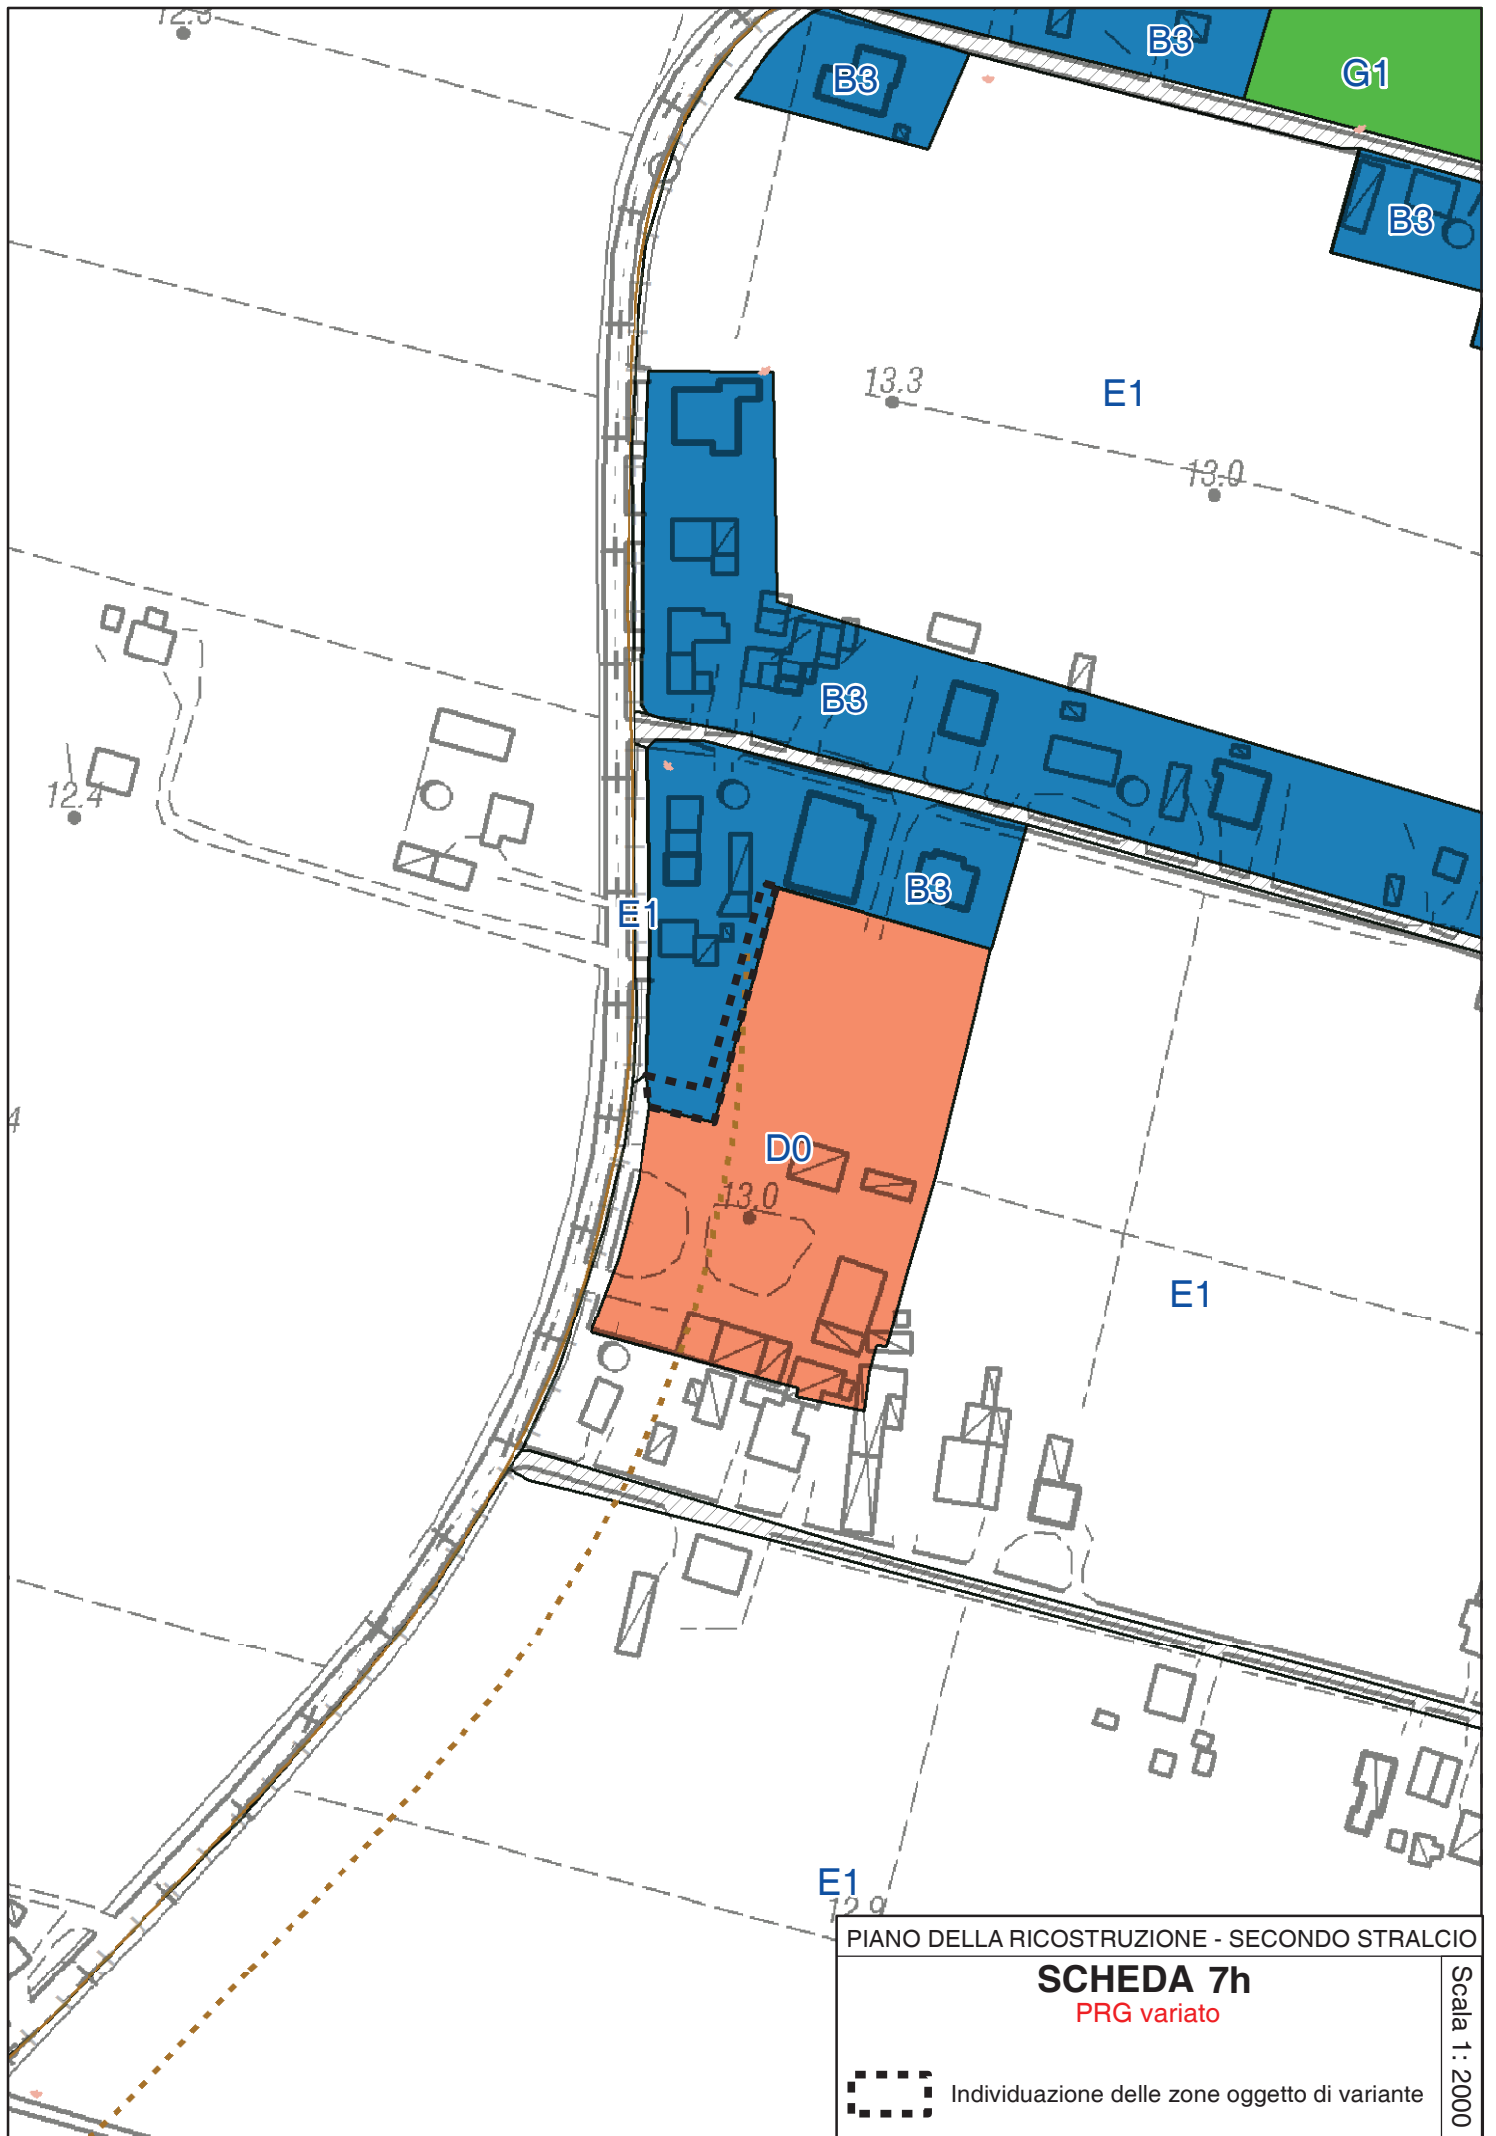 12.3
B3
B3
G1
B3
13.3
E1
13.0
B3
12.4
B3
E1
4
D0
13.0
E1
E1
12.9
PIANO DELLA RICOSTRUZIONE - SECONDO STRALCIO
SCHEDA 7h
PRG variato
Individuazione delle zone oggetto di variante
Scala 1: 2000